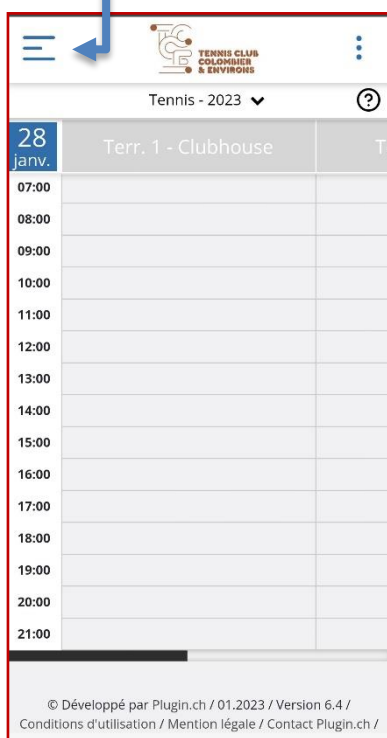 TENNIS CLUB
COLOMBIER
& ENVIRONS
Tennis - 2023
?
28
janv.
Terr. 1 - Clubhouse
T
07:00
08:00
09:00
10:00
11:00
12:00
13:00
14:00
15:00
16:00
17:00
18:00
19:00
20:00
21:00
© Développé par Plugin.ch / 01.2023 / Version 6.4 /
Conditions d'utilisation / Mention légale / Contact Plugin.ch /